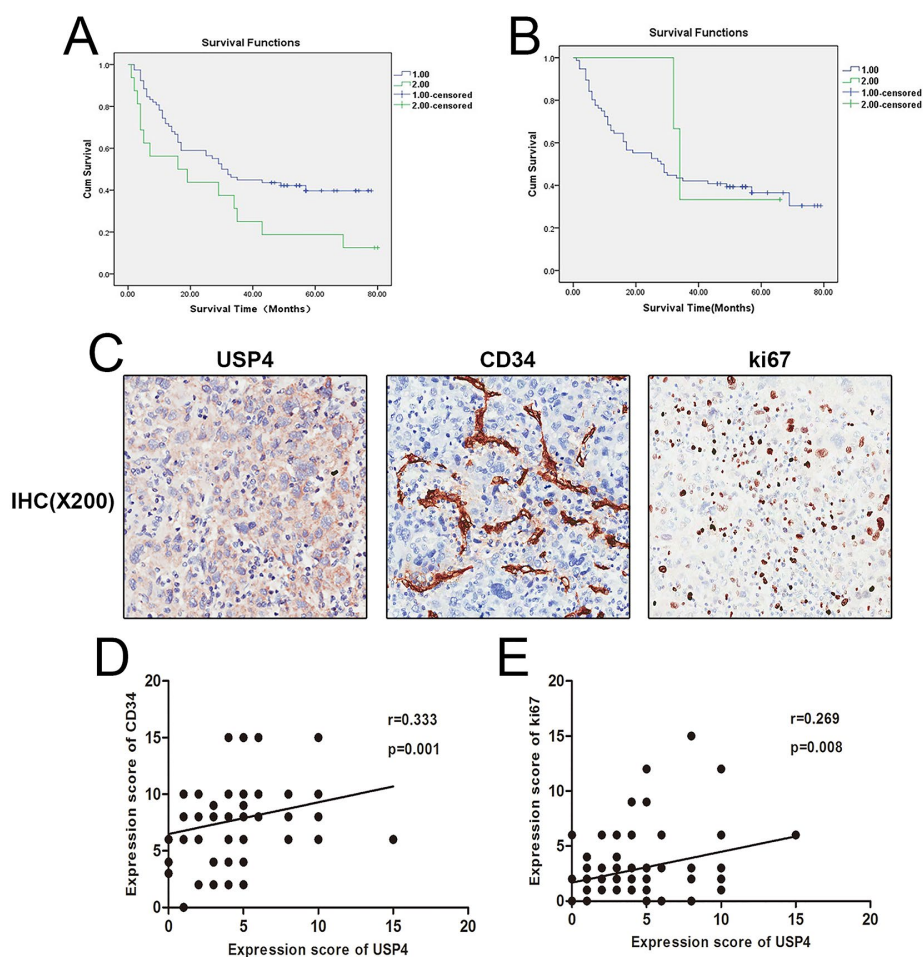 A
Survival Functions
Cum Survival
1.0
0.8
0.6
0.4
0.2
0.0
0.00
20.00
40.00
60.00
80.00
Survival Time（Months）
1.00
2.00
1.00-censored
2.00-censored
B
Survival Functions
Cum Survival
1.0
0.8
0.6
0.4
0.2
0.0
0.00
20.00
40.00
60.00
80.00
Survival Time(Months)
1.00
2.00
1.00-censored
2.00-censored
C
USP4
CD34
ki67
IHC(X200)
D
Expression score of CD34
20
15
10
5
0
0
5
10
15
20
r=0.333
p=0.001
Expression score of USP4
E
Expression score of ki67
20
15
10
5
0
0
5
10
15
20
r=0.269
p=0.008
Expression score of USP4